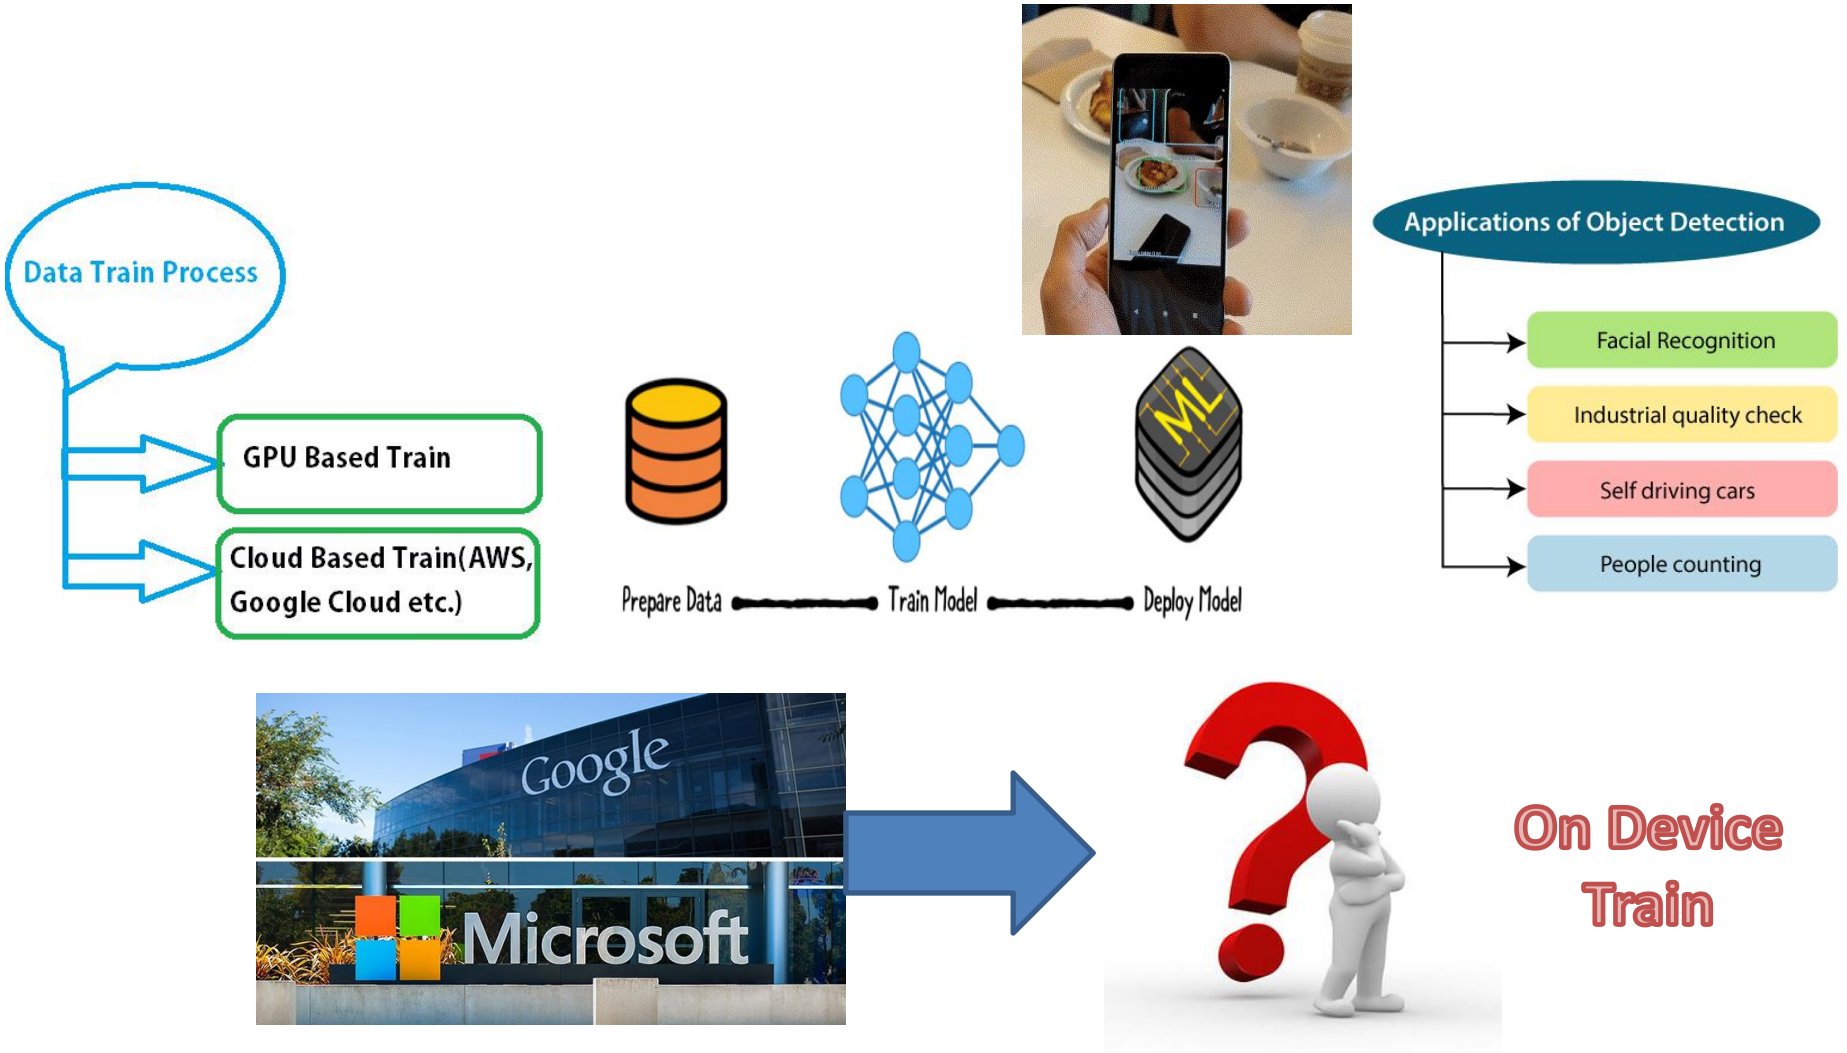 Data Train Process
GPU Based Train
Cloud Based Train(AWS,
Google Cloud etc.)
ML
Prepare Data
Train Model
Deploy Model
Applications of Object Detection
Facial Recognition
Industrial quality check
Self driving cars
People counting
Google
Microsoft
On Device
Train